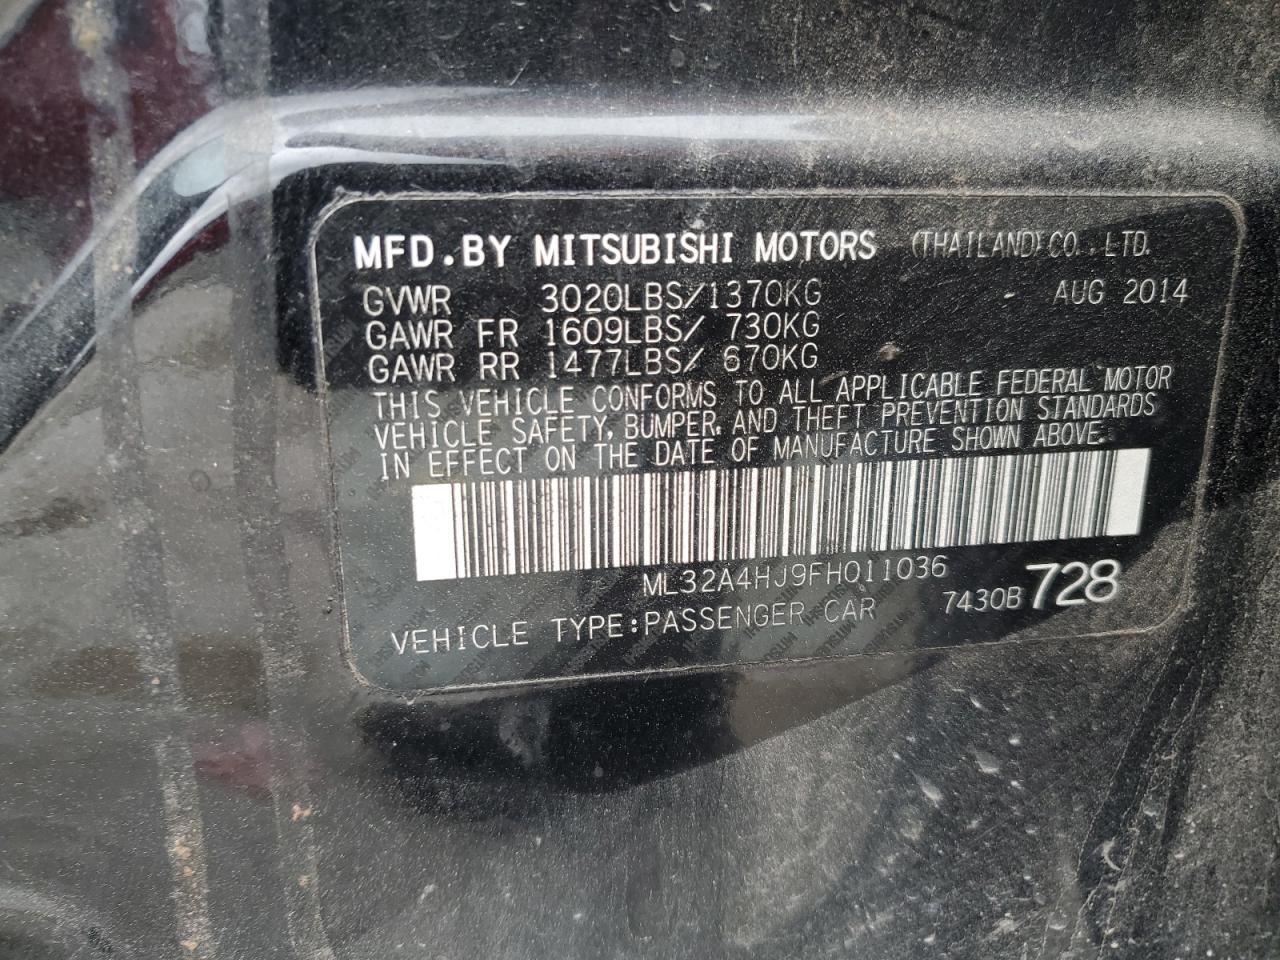 MFD.BY MITSUBISHI MOTORS (THAILAND) CO., LTD.
GVWR 3020LBS/1370KG AUG 2014
GAWR FR 1609LBS/ 730KG
GAWR RR 1477LBS/ 670KG
THIS VEHICLE CONFORMS TO ALL APPLICABLE FEDERAL MOTOR
VEHICLE SAFETY, BUMPER, AND THEFT PREVENTION STANDARDS
IN EFFECT ON THE DATE OF MANUFACTURE SHOWN ABOVE.
ML32A4HJ9FH011036
7430B 728
VEHICLE TYPE:PASSENGER CAR